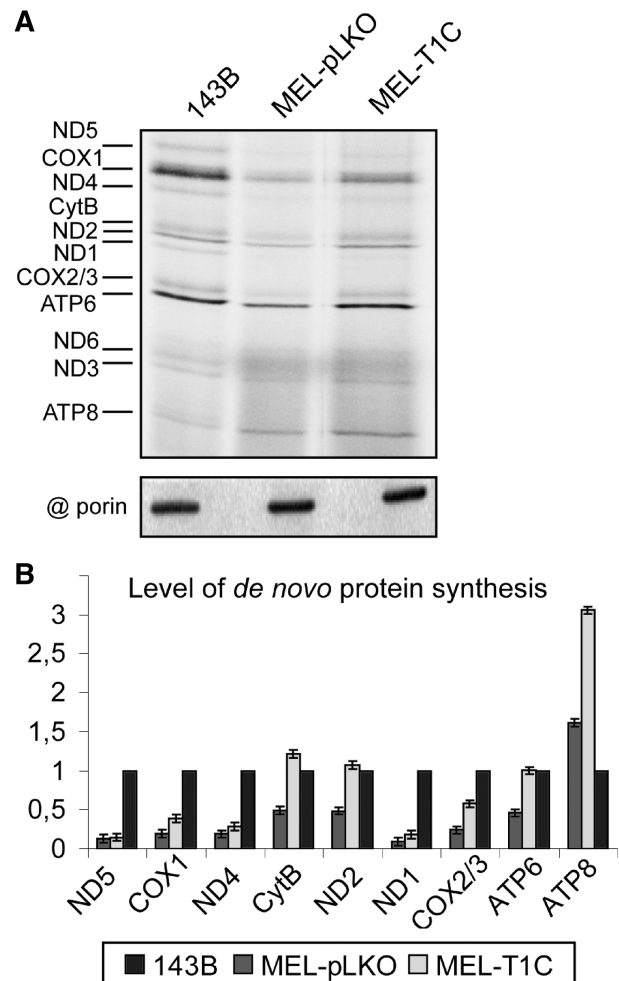 A
143B
MEL-pLKO
MEL-T1C
ND5
COX1
ND4
CytB
ND2
ND1
COX2/3
ATP6
ND6
ND3
ATP8
@ porin
B
Level of de novo protein synthesis
3
2,5
2
1,5
1
0,5
0
ND5
COX1
ND4
CytB
ND2
ND1
COX2/3
ATP6
ATP8
143B MEL-pLKO MEL-T1C